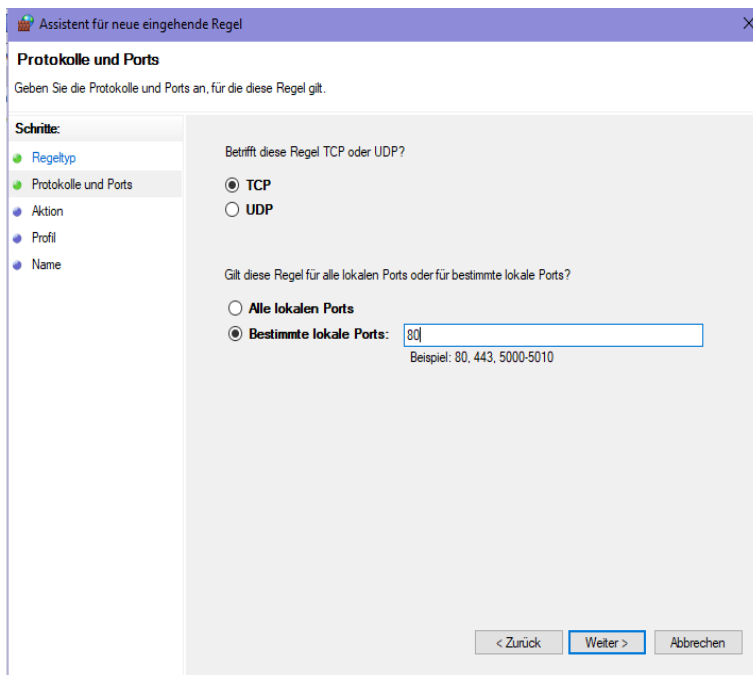 Assistent für neue eingehende Regel
Protokolle und Ports
Geben Sie die Protokolle und Ports an, für die diese Regel gilt.
Schritte:
Regeltyp
Protokolle und Ports
Aktion
Profil
Name
Betrifft diese Regel TCP oder UDP?
TCP
UDP
Gilt diese Regel für alle lokalen Ports oder für bestimmte lokale Ports?
Alle lokalen Ports
Bestimmte lokale Ports: 80
Beispiel: 80, 443, 5000-5010
< Zurück Weiter > Abbrechen